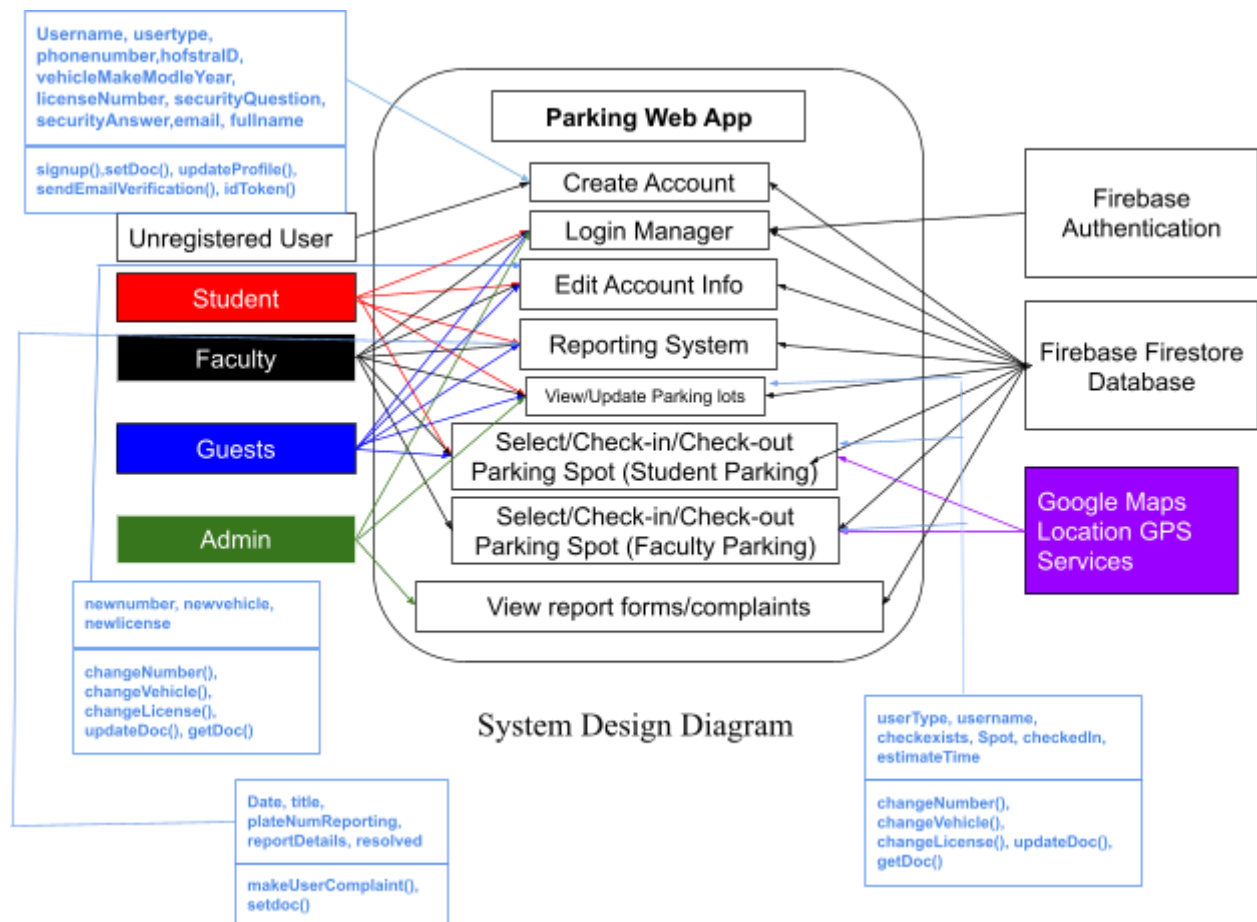 Username, usertype,
phonenumber,hofstraID,
vehicleMakeModleYear,
licenseNumber, securityQuestion,
securityAnswer,email, fullname
signup(),setDoc(), updateProfile(),
sendEmailVerification(), idToken()
Unregistered User
Student
Faculty
Guests
Admin
Parking Web App
Create Account
Login Manager
Edit Account Info
Reporting System
View/Update Parking lots
Select/Check-in/Check-out
Parking Spot (Student Parking)
Select/Check-in/Check-out
Parking Spot (Faculty Parking)
View report forms/complaints
Firebase
Authentication
Firebase Firestore
Database
Google Maps
Location GPS
Services
newnumber, newvehicle,
newlicense
changeNumber(),
changeVehicle(),
changeLicense(),
updateDoc(), getDoc()
System Design Diagram
Date, title,
plateNumReporting,
reportDetails, resolved
makeUserComplaint(),
setdoc()
userType, username,
checkexists, Spot, checkedIn,
estimateTime
changeNumber(),
changeVehicle(),
changeLicense(), updateDoc(),
getDoc()